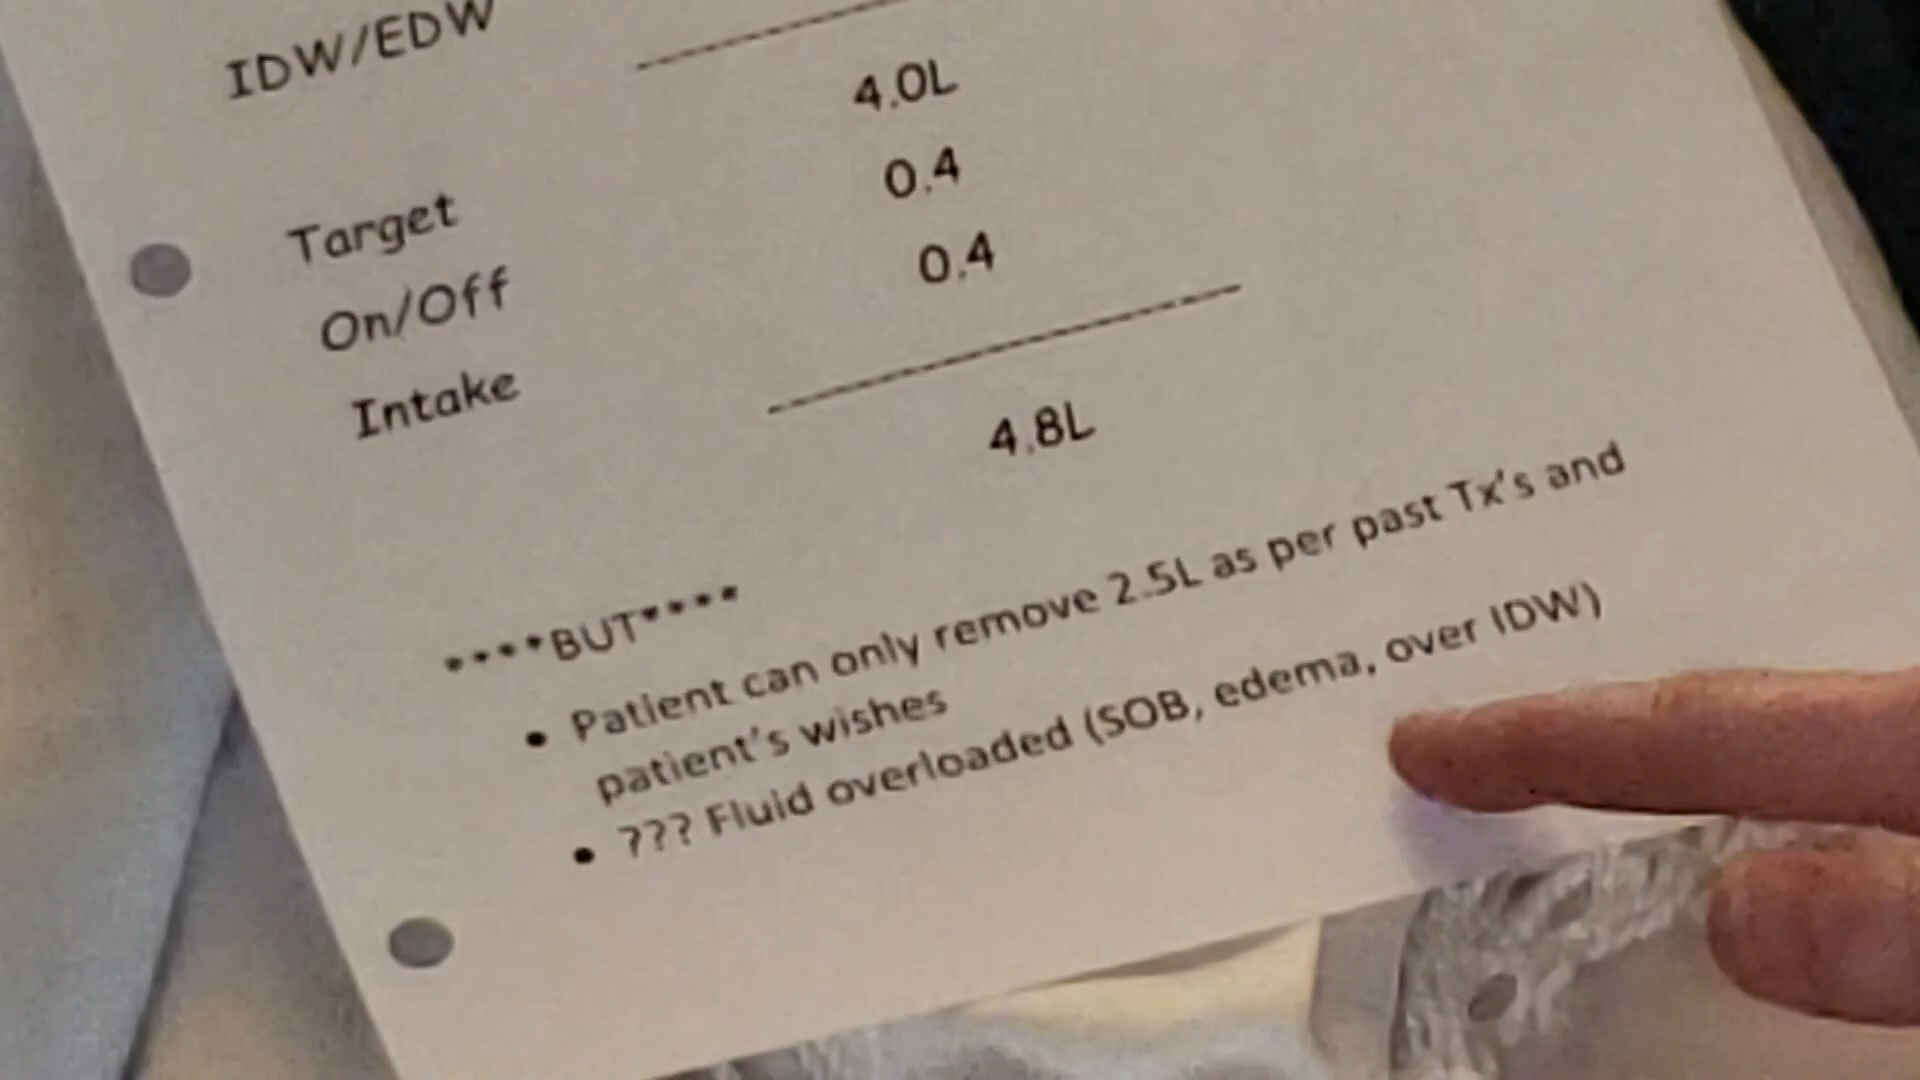 IDW/EDW
4.0L
Target 0.4
On/Off 0.4
Intake
4.8L
****BUT****
• Patient can only remove 2.5L as per past Tx's and
patient's wishes
• ??? Fluid overloaded (SOB, edema, over IDW)